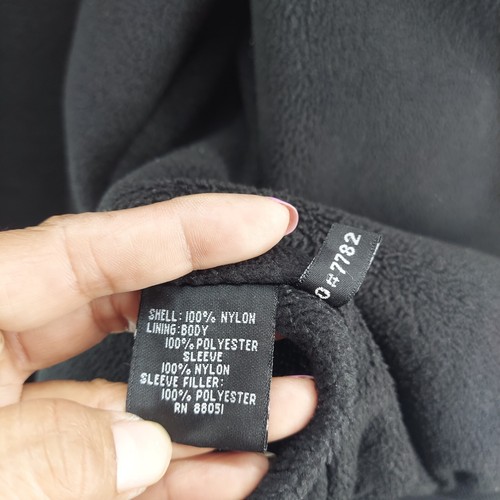 SHELL: 100% NYLON
LINING: BODY
100% POLYESTER
SLEEVE
100% NYLON
SLEEVE FILLER:
100% POLYESTER
RN 88051
O #7782